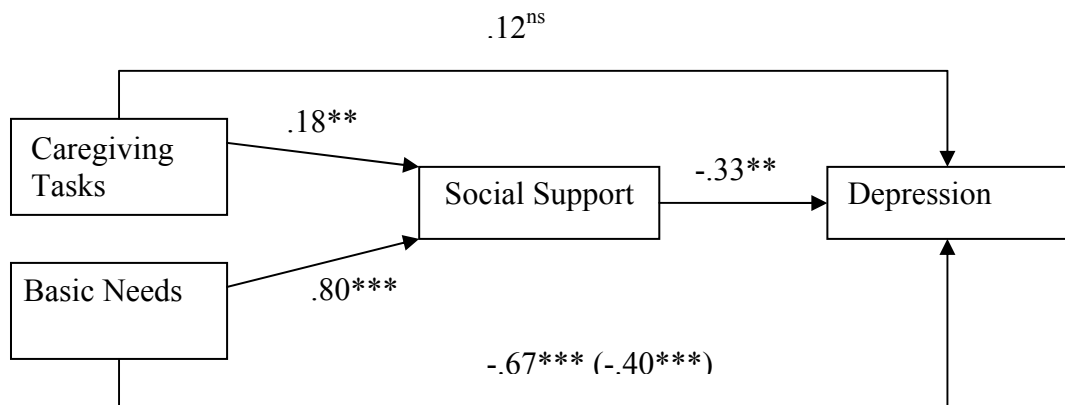 .12ns
.18**
Caregiving
Tasks
Social Support
-.33**
Depression
Basic Needs
.80***
-.67*** (-.40***)